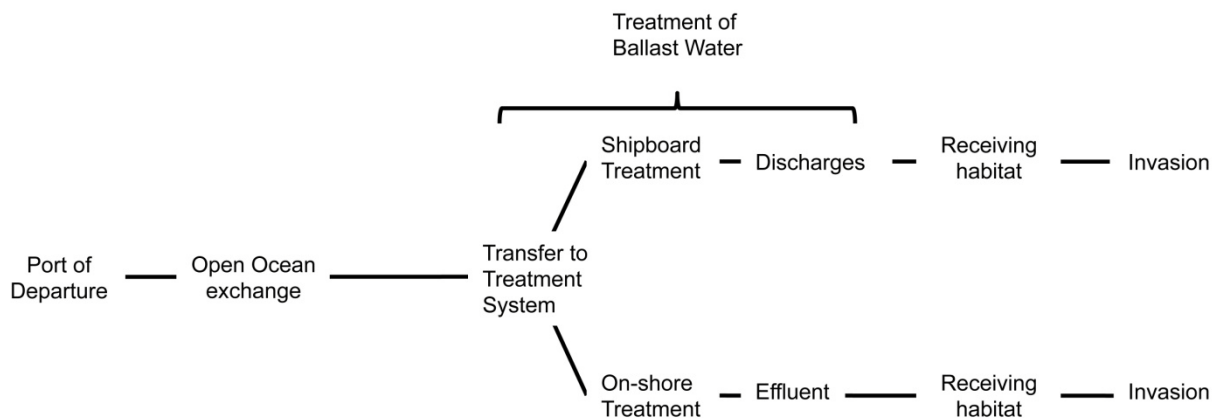 Treatment of
Ballast Water
Shipboard
Treatment
Discharges
Receiving
habitat
Invasion
Port of
Departure
Open Ocean
exchange
Transfer to
Treatment
System
On-shore
Treatment
Effluent
Receiving
habitat
Invasion